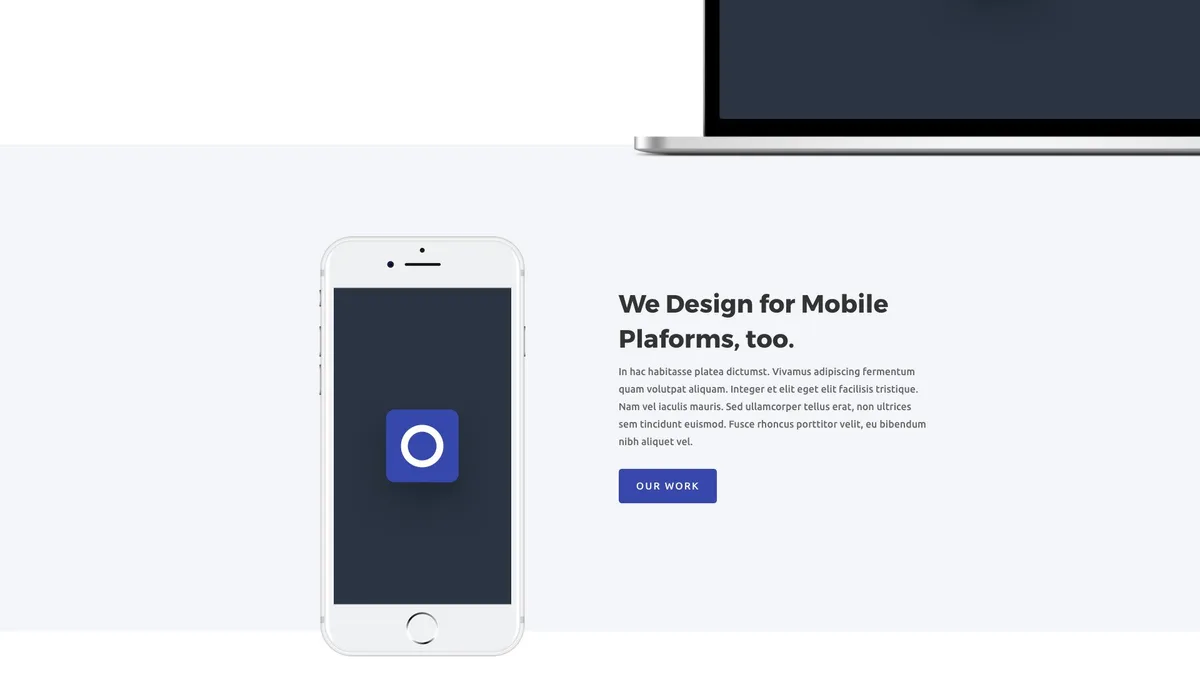 We Design for Mobile
Plaforms, too.
In hac habitasse platea dictumst. Vivamus adipiscing fermentum
quam volutpat aliquam. Integer et elit eget elit facilisis tristique.
Nam vel iaculis mauris. Sed ullamcorper tellus erat, non ultrices
sem tincidunt euismod. Fusce rhoncus porttitor velit, eu bibendum
nibh aliquet vel.
OUR WORK